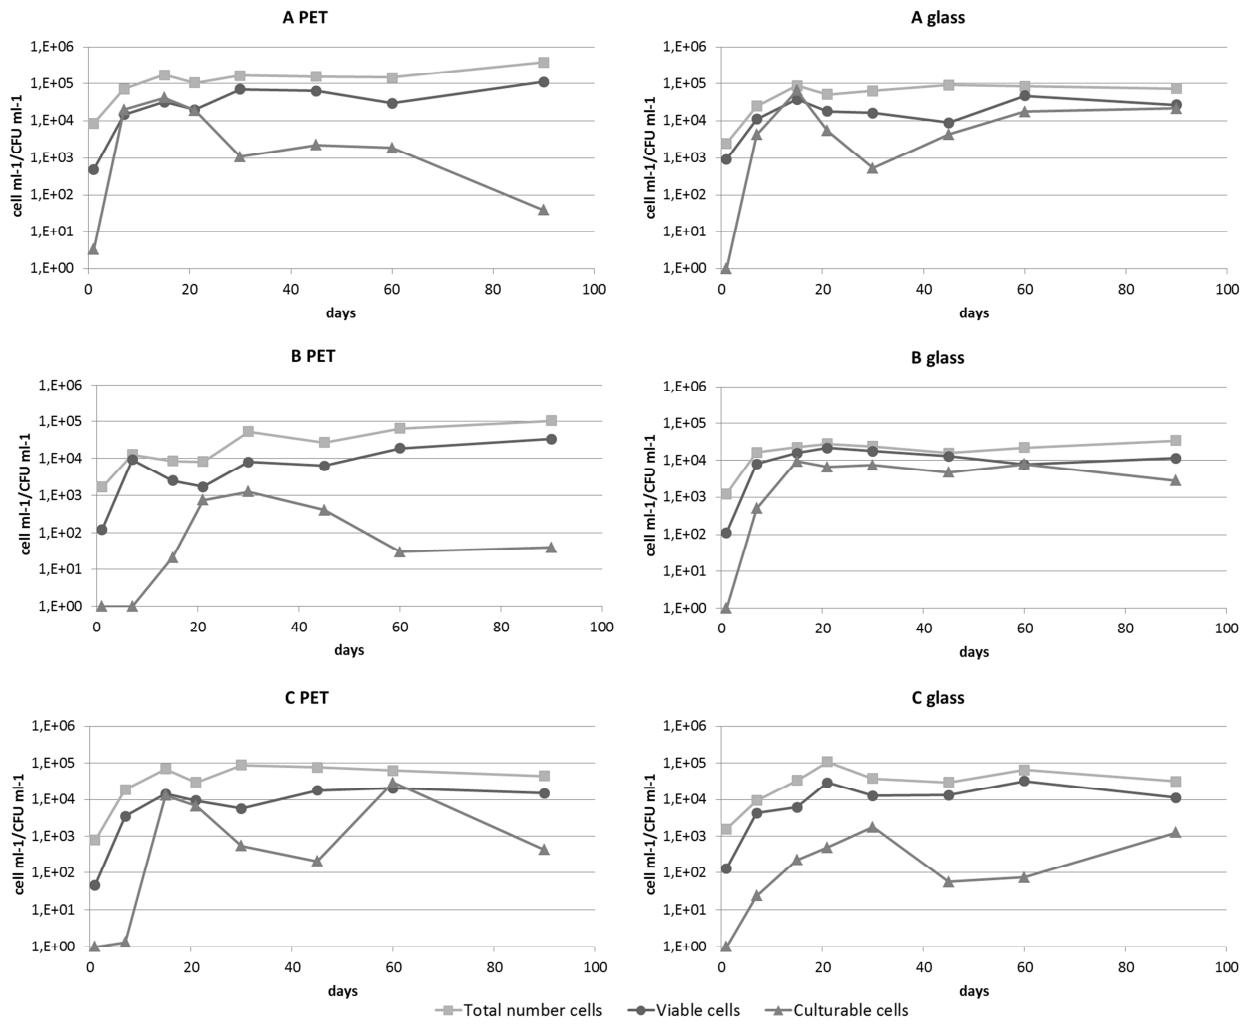 A PET
1,E+06
1,E+05
1,E+04
1,E+03
1,E+02
1,E+01
1,E+00
cell ml-1/CFU ml-1
0 20 40 60 80 100
days
A glass
1,E+06
1,E+05
1,E+04
1,E+03
1,E+02
1,E+01
1,E+00
cell ml-1/CFU ml-1
0 20 40 60 80 100
days
B PET
1,E+06
1,E+05
1,E+04
1,E+03
1,E+02
1,E+01
1,E+00
cell ml-1/CFU ml-1
0 20 40 60 80 100
days
B glass
1,E+06
1,E+05
1,E+04
1,E+03
1,E+02
1,E+01
1,E+00
cell ml-1/CFU ml-1
0 20 40 60 80 100
days
C PET
1,E+06
1,E+05
1,E+04
1,E+03
1,E+02
1,E+01
1,E+00
cell ml-1/CFU ml-1
0 20 40 60 80 100
days
C glass
1,E+06
1,E+05
1,E+04
1,E+03
1,E+02
1,E+01
1,E+00
cell ml-1/CFU ml-1
0 20 40 60 80 100
days
Total number cells Viable cells Culturable cells